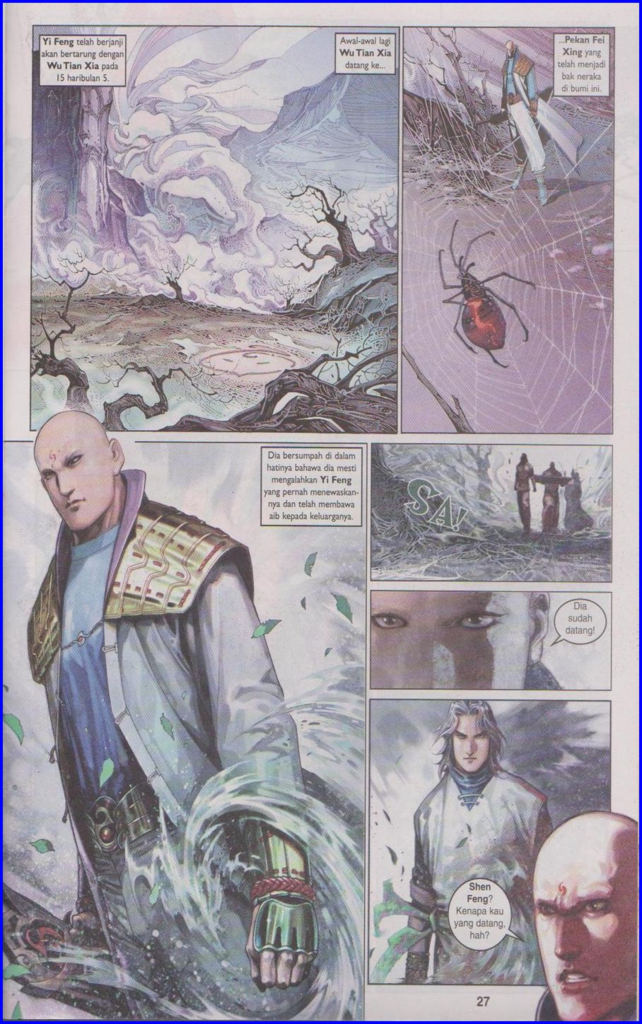 Yi Feng telah berjanji
akan bertarung dengan
Wu Tian Xia pada
15 haribulan 5.
Awal-awal lagi
Wu Tian Xia
datang ke...
...Pekan Fei
Xing yang
telah menjadi
bak neraka
di bumi ini.
Dia bersumpah di dalam
hatinya bahawa dia mesti
mengalahkan Yi Feng
yang pernah menewaskan-
nya dan telah membawa
aib kepada keluarganya.
SA!
Dia
sudah
datang!
Shen
Feng?
Kenapa kau
yang datang,
hah?
27